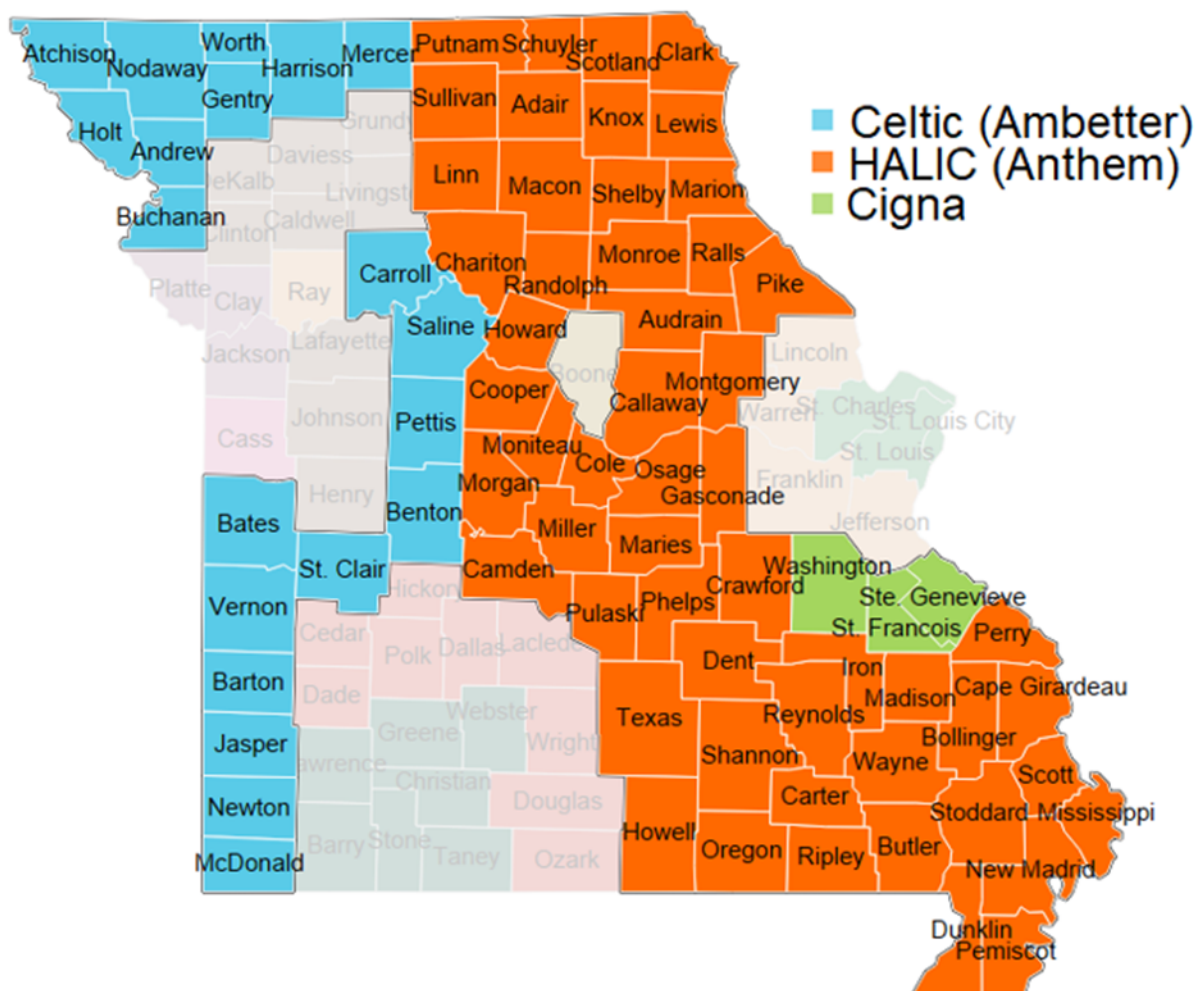 Celtic (Ambetter)
HALIC (Anthem)
Cigna
Atchison
Nodaway
Worth
Harrison
Mercer
Putnam
Schuyler
Scotland
Clark
Gentry
Sullivan
Adair
Knox
Lewis
Holt
Andrew
Grundy
Daviess
DeKalb
Livingst
Linn
Macon
Shelby
Marion
Buchanan
Clinton
Caldwell
Carroll
Chariton
Randolph
Monroe
Ralls
Pike
Platte
Clay
Ray
Saline
Howard
Audrain
Jackson
Lafayette
Boone
Lincoln
Cooper
Callaway
Montgomery
Warren
St. Charles
St. Louis City
St. Louis
Cass
Johnson
Pettis
Moniteau
Cole
Osage
Franklin
Henry
Morgan
Gasconade
Jefferson
Bates
Benton
Miller
Maries
St. Clair
Camden
Crawford
Washington
Vernon
Hickory
Pulaski
Phelps
Ste. Genevieve
St. Francois
Perry
Cedar
Polk
Dallas
Laclede
Dent
Iron
Barton
Dade
Texas
Madison
Cape Girardeau
Webster
Reynolds
Jasper
Greene
Wright
Shannon
Wayne
Bollinger
awrence
Christian
Carter
Scott
Newton
Douglas
Howell
Stoddard
Mississippi
McDonald
Barry
Stone
Taney
Ozark
Oregon
Ripley
Butler
New Madrid
Dunklin
Pemiscot